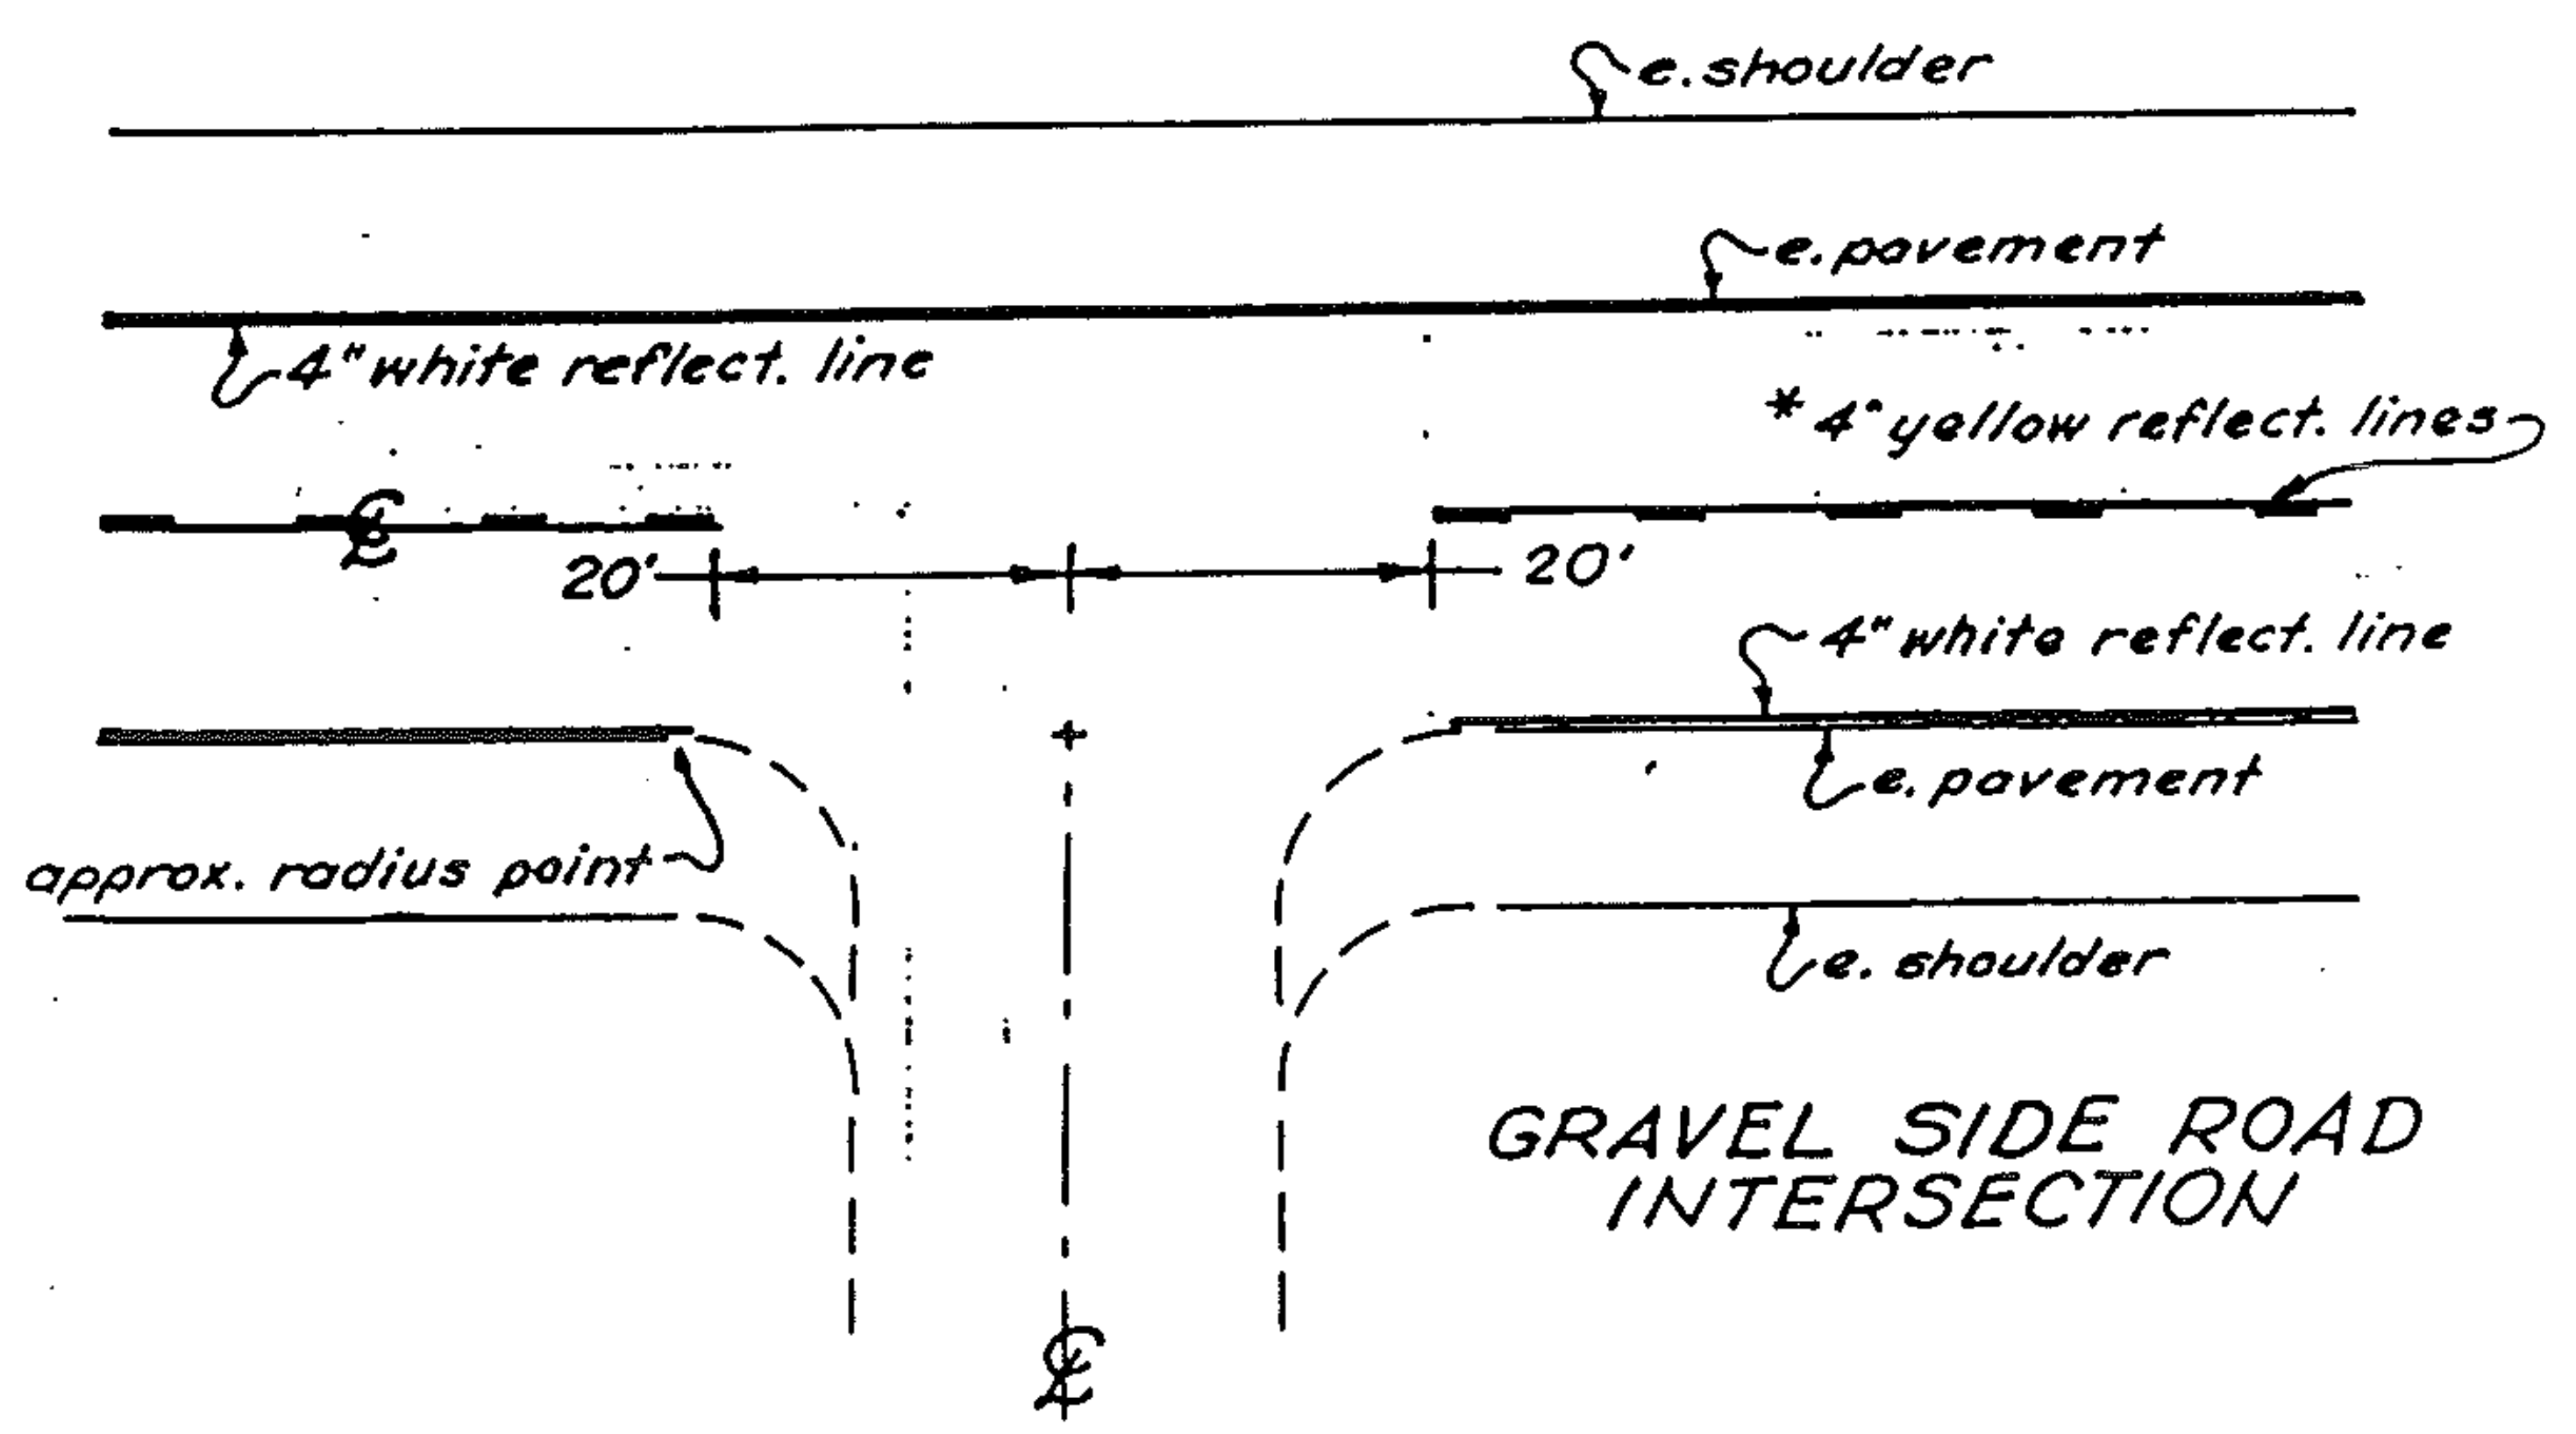 e. shoulder
e. pavement
4" white reflect. line
* 4" yellow reflect. lines
℄
20' 20'
4" white reflect. line
e. pavement
approx. radius point
e. shoulder
GRAVEL SIDE ROAD
INTERSECTION
℄